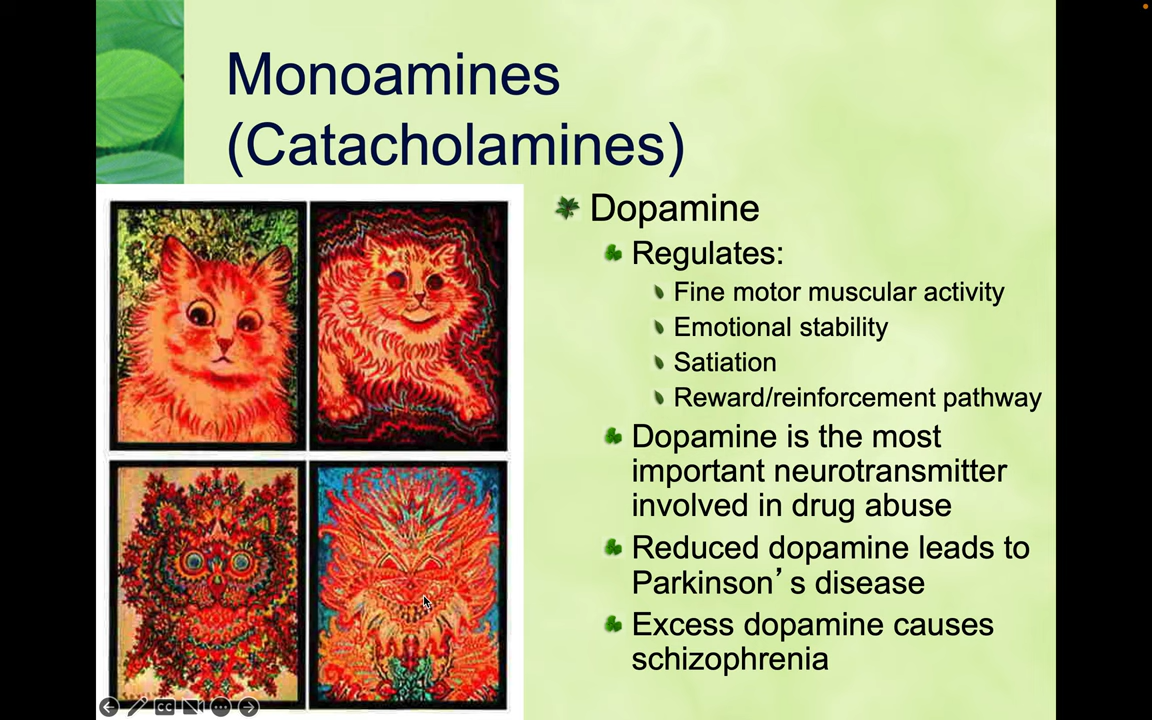 Monoamines
(Catacholamines)
Dopamine
Regulates:
Fine motor muscular activity
Emotional stability
Satiation
Reward/reinforcement pathway
Dopamine is the most
important neurotransmitter
involved in drug abuse
Reduced dopamine leads to
Parkinson’s disease
Excess dopamine causes
schizophrenia
CC